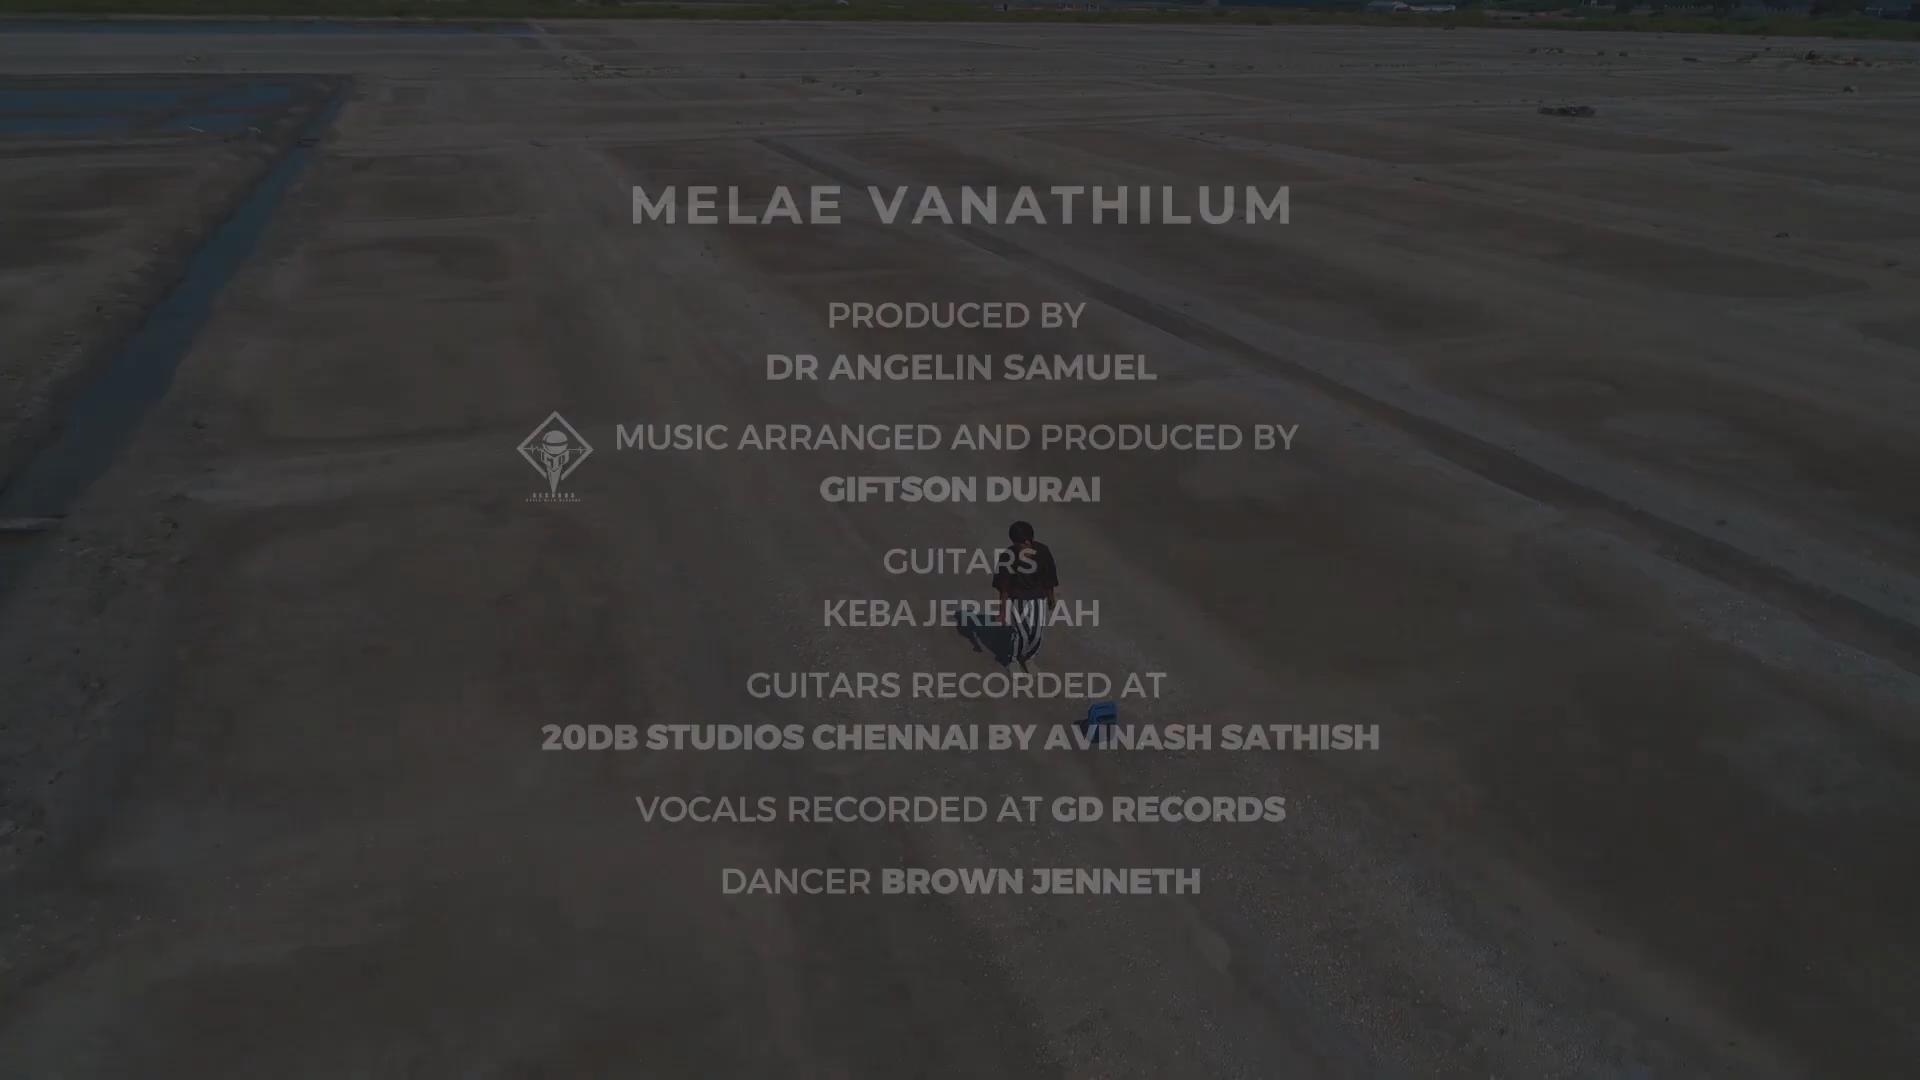 MELAE VANATHILUM
PRODUCED BY
DR ANGELIN SAMUEL
MUSIC ARRANGED AND PRODUCED BY
GIFTSON DURAI
GUITARS
KEBA JEREMIAH
GUITARS RECORDED AT
20DB STUDIOS CHENNAI BY AVINASH SATHISH
VOCALS RECORDED AT GD RECORDS
DANCER BROWN JENNETH